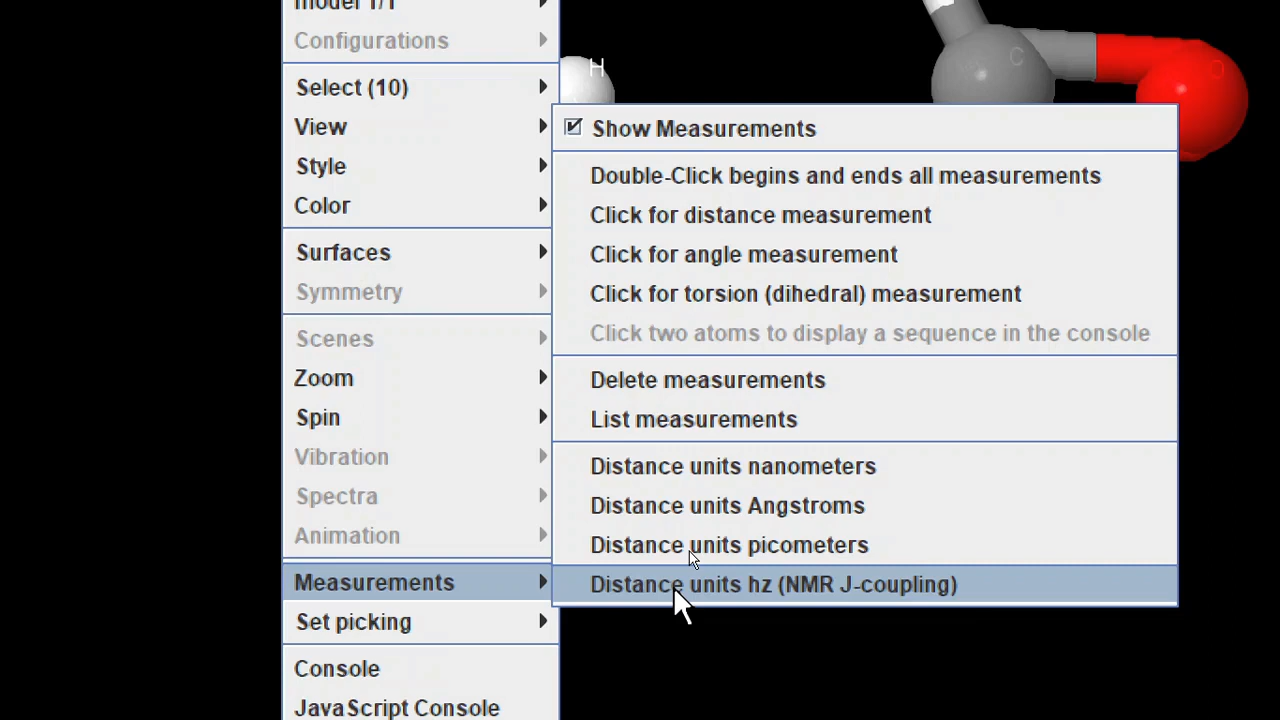 model 1/1
Configurations
Select (10)
View
Style
Color
Surfaces
Symmetry
Scenes
Zoom
Spin
Vibration
Spectra
Animation
Measurements
Set picking
Console
JavaScript Console
H
C
O
Show Measurements
Double-Click begins and ends all measurements
Click for distance measurement
Click for angle measurement
Click for torsion (dihedral) measurement
Click two atoms to display a sequence in the console
Delete measurements
List measurements
Distance units nanometers
Distance units Angstroms
Distance units picometers
Distance units hz (NMR J-coupling)